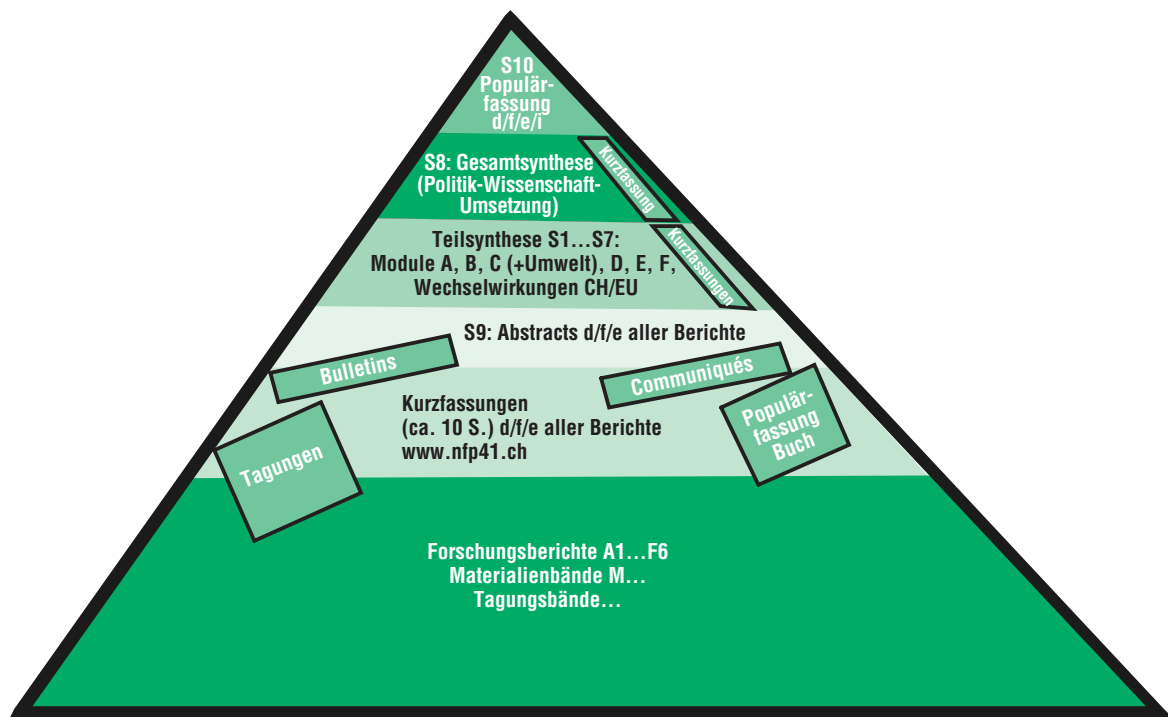 S10
Populär-
fassung
d/f/e/i
S8: Gesamtsynthese
(Politik-Wissenschaft-
Umsetzung)
Kurzfassung
Teilsynthese S1...S7:
Module A, B, C (+Umwelt), D, E, F,
Wechselwirkungen CH/EU
Kurzfassungen
S9: Abstracts d/f/e aller Berichte
Bulletins
Communiqués
Kurzfassungen
(ca. 10 S.) d/f/e aller Berichte
www.nfp41.ch
Tagungen
Populär-
fassung
Buch
Forschungsberichte A1...F6
Materialienbände M...
Tagungsbände...